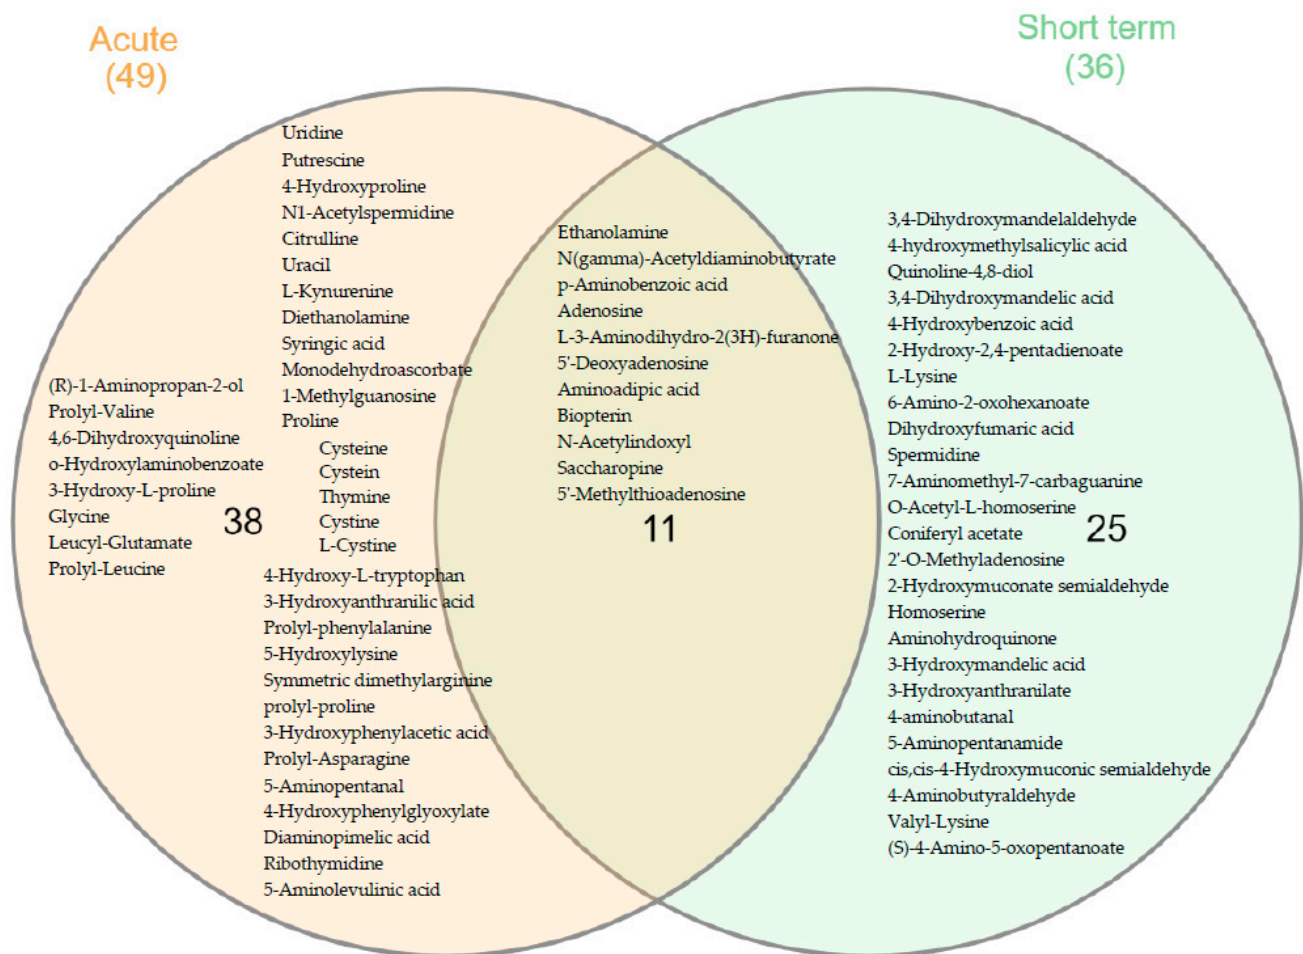 Acute
(49)
Short term
(36)
(R)-1-Aminopropan-2-ol
Prolyl-Valine
4,6-Dihydroxyquinoline
o-Hydroxylaminobenzoate
3-Hydroxy-L-proline
Glycine
Leucyl-Glutamate
Prolyl-Leucine
38
Uridine
Putrescine
4-Hydroxyproline
N1-Acetylspermidine
Citrulline
Uracil
L-Kynurenine
Diethanolamine
Syringic acid
Monodehydroascorbate
1-Methylguanosine
Proline
Cysteine
Cystein
Thymine
Cystine
L-Cystine
4-Hydroxy-L-tryptophan
3-Hydroxyanthranilic acid
Prolyl-phenylalanine
5-Hydroxylysine
Symmetric dimethylarginine
prolyl-proline
3-Hydroxyphenylacetic acid
Prolyl-Asparagine
5-Aminopentanal
4-Hydroxyphenylglyoxylate
Diaminopimelic acid
Ribothymidine
5-Aminolevulinic acid
Ethanolamine
N(gamma)-Acetyldiaminobutyrate
p-Aminobenzoic acid
Adenosine
L-3-Aminodihydro-2(3H)-furanone
5'-Deoxyadenosine
Aminoadipic acid
Biopterin
N-Acetylindoxyl
Saccharopine
5'-Methylthioadenosine
11
3,4-Dihydroxymandelaldehyde
4-hydroxymethylsalicylic acid
Quinoline-4,8-diol
3,4-Dihydroxymandelic acid
4-Hydroxybenzoic acid
2-Hydroxy-2,4-pentadienoate
L-Lysine
6-Amino-2-oxohexanoate
Dihydroxyfumaric acid
Spermidine
7-Aminomethyl-7-carbaguanine
O-Acetyl-L-homoserine
Coniferyl acetate
25
2'-O-Methyladenosine
2-Hydroxymuconate semialdehyde
Homoserine
Aminohydroquinone
3-Hydroxymandelic acid
3-Hydroxyanthranilate
4-aminobutanal
5-Aminopentanamide
cis,cis-4-Hydroxymuconic semialdehyde
4-Aminobutyraldehyde
Valyl-Lysine
(S)-4-Amino-5-oxopentanoate